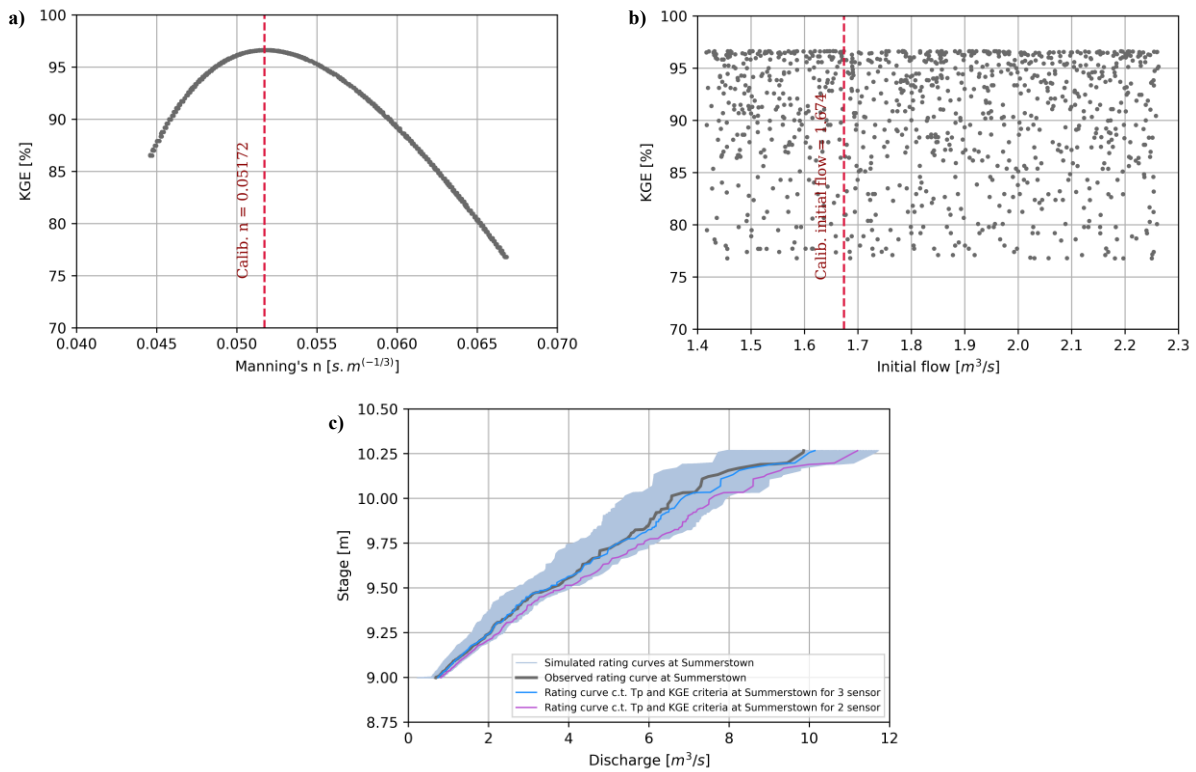 a)
100
95
90
85
80
75
70
KGE [%]
Calib. n = 0.05172
0.040 0.045 0.050 0.055 0.060 0.065 0.070
Manning's n [s. m^(-1/3)]
b)
100
95
90
85
80
75
70
KGE [%]
Calib. initial flow = 1.674
1.4 1.5 1.6 1.7 1.8 1.9 2.0 2.1 2.2 2.3
Initial flow [m³/s]
c)
10.50
10.25
10.00
9.75
9.50
9.25
9.00
8.75
Stage [m]
Simulated rating curves at Summerstown
Observed rating curve at Summerstown
Rating curve c.t. Tp and KGE criteria at Summerstown for 3 sensor
Rating curve c.t. Tp and KGE criteria at Summerstown for 2 sensor
0 2 4 6 8 10 12
Discharge [m³/s]